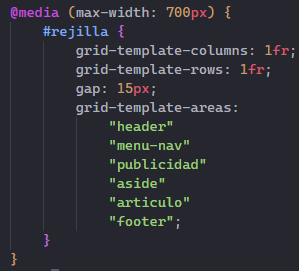 @media (max-width: 700px) {
    #rejilla {
        grid-template-columns: 1fr;
        grid-template-rows: 1fr;
        gap: 15px;
        grid-template-areas:
            "header"
            "menu-nav"
            "publicidad"
            "aside"
            "articulo"
            "footer";
    }
}